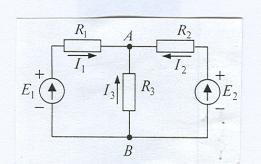 R₁ A R₂
I₁ I₂
+ +
E₁ I₃ R₃ E₂
− −
B